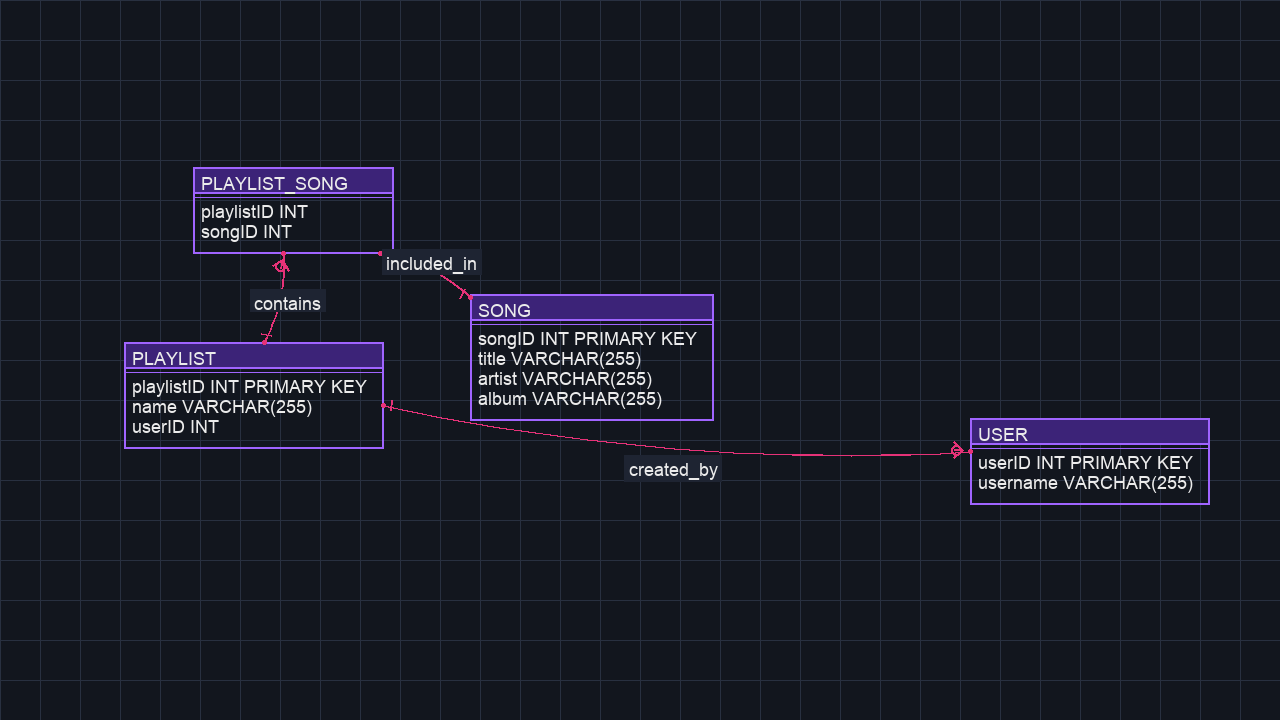 PLAYLIST_SONG
playlistID INT
songID INT
included_in
contains
SONG
songID INT PRIMARY KEY
title VARCHAR(255)
artist VARCHAR(255)
album VARCHAR(255)
PLAYLIST
playlistID INT PRIMARY KEY
name VARCHAR(255)
userID INT
created_by
USER
userID INT PRIMARY KEY
username VARCHAR(255)